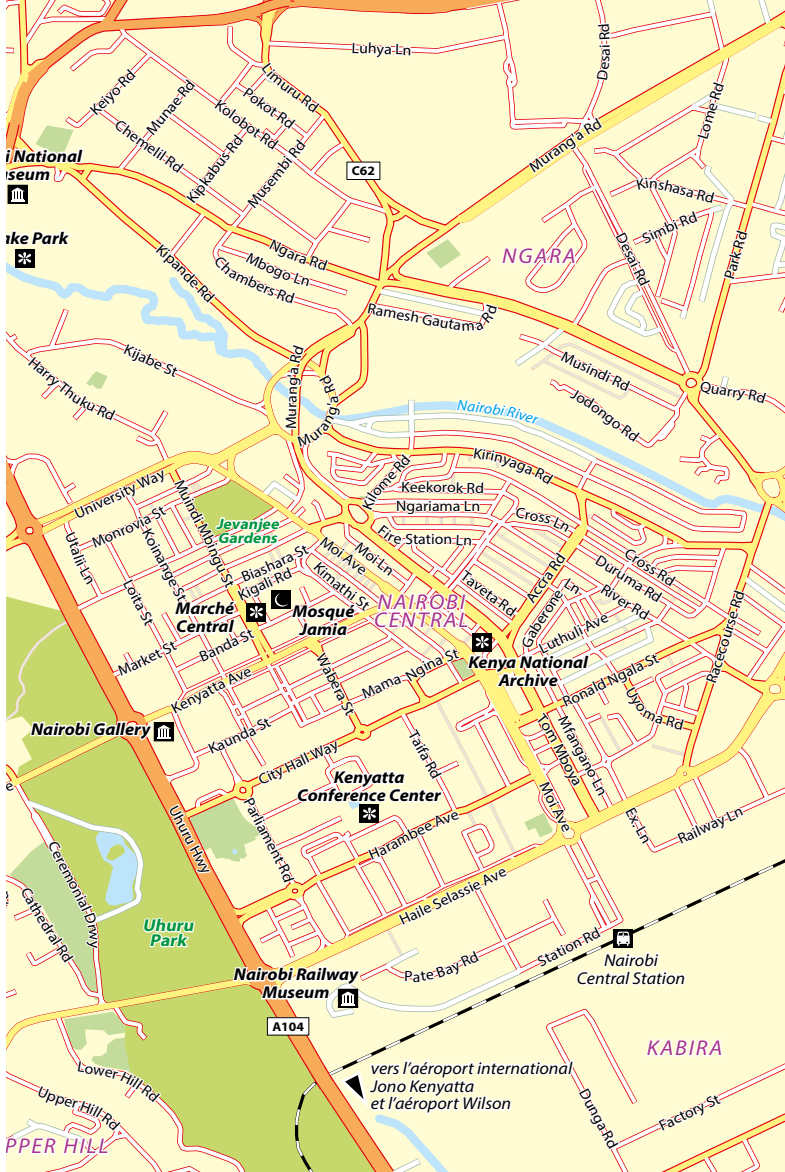 Luhya Ln
Desai Rd
Limuru Rd
Keiyo Rd
Munae Rd
Pokot Rd
Kolobot Rd
Lome Rd
Chemelil Rd
Kipkabus Rd
Musembi Rd
Murang'a Rd
i National
useum
C62
Kinshasa Rd
Simbi Rd
ake Park
Kipande Rd
Ngara Rd
Mbogo Ln
Chambers Rd
NGARA
Desai Rd
Park Rd
Ramesh Gautama Rd
Kijabe St
Harry Thuku Rd
Murang'a Rd
Murang'a Rd
Musindi Rd
Jodongo Rd
Quarry Rd
Nairobi River
University Way
Muindi Mbingu St
Kilome Rd
Kirinyaga Rd
Keekorok Rd
Ngariama Ln
Cross Ln
Monrovia St
Koinange St
Utalii Ln
Jevanjee
Gardens
Moi Ave
Moi Ln
Fire Station Ln
Biashara St
Kigali Rd
Kimathi St
Loita St
Taveta Rd
Accra Rd
Gaberone Ln
Cross Rd
Duruma Rd
River Rd
Racecourse Rd
Marché
Central
Mosque
Jamia
NAIROBI
CENTRAL
Luthuli Ave
Market St
Banda St
Kenyatta Ave
Wabera St
Mama Ngina St
Kenya National
Archive
Ronald Ngala St
Uyoma Rd
Nairobi Gallery
Kaunda St
City Hall Way
Taifa Rd
Tom Mboya
Mfangano Ln
Kenyatta
Conference Center
Moi Ave
Ex. Ln
Railway Ln
Uhuru Hwy
Parliament Rd
Harambee Ave
Haile Selassie Ave
e
Ceremonial Drwy
Cathedral Rd
Uhuru
Park
Pate Bay Rd
Station Rd
Nairobi
Central Station
Nairobi Railway
Museum
A104
KABIRA
vers l'aéroport international
Jono Kenyatta
et l'aéroport Wilson
Lower Hill Rd
Upper Hill Rd
Dunga Rd
Factory St
PPER HILL